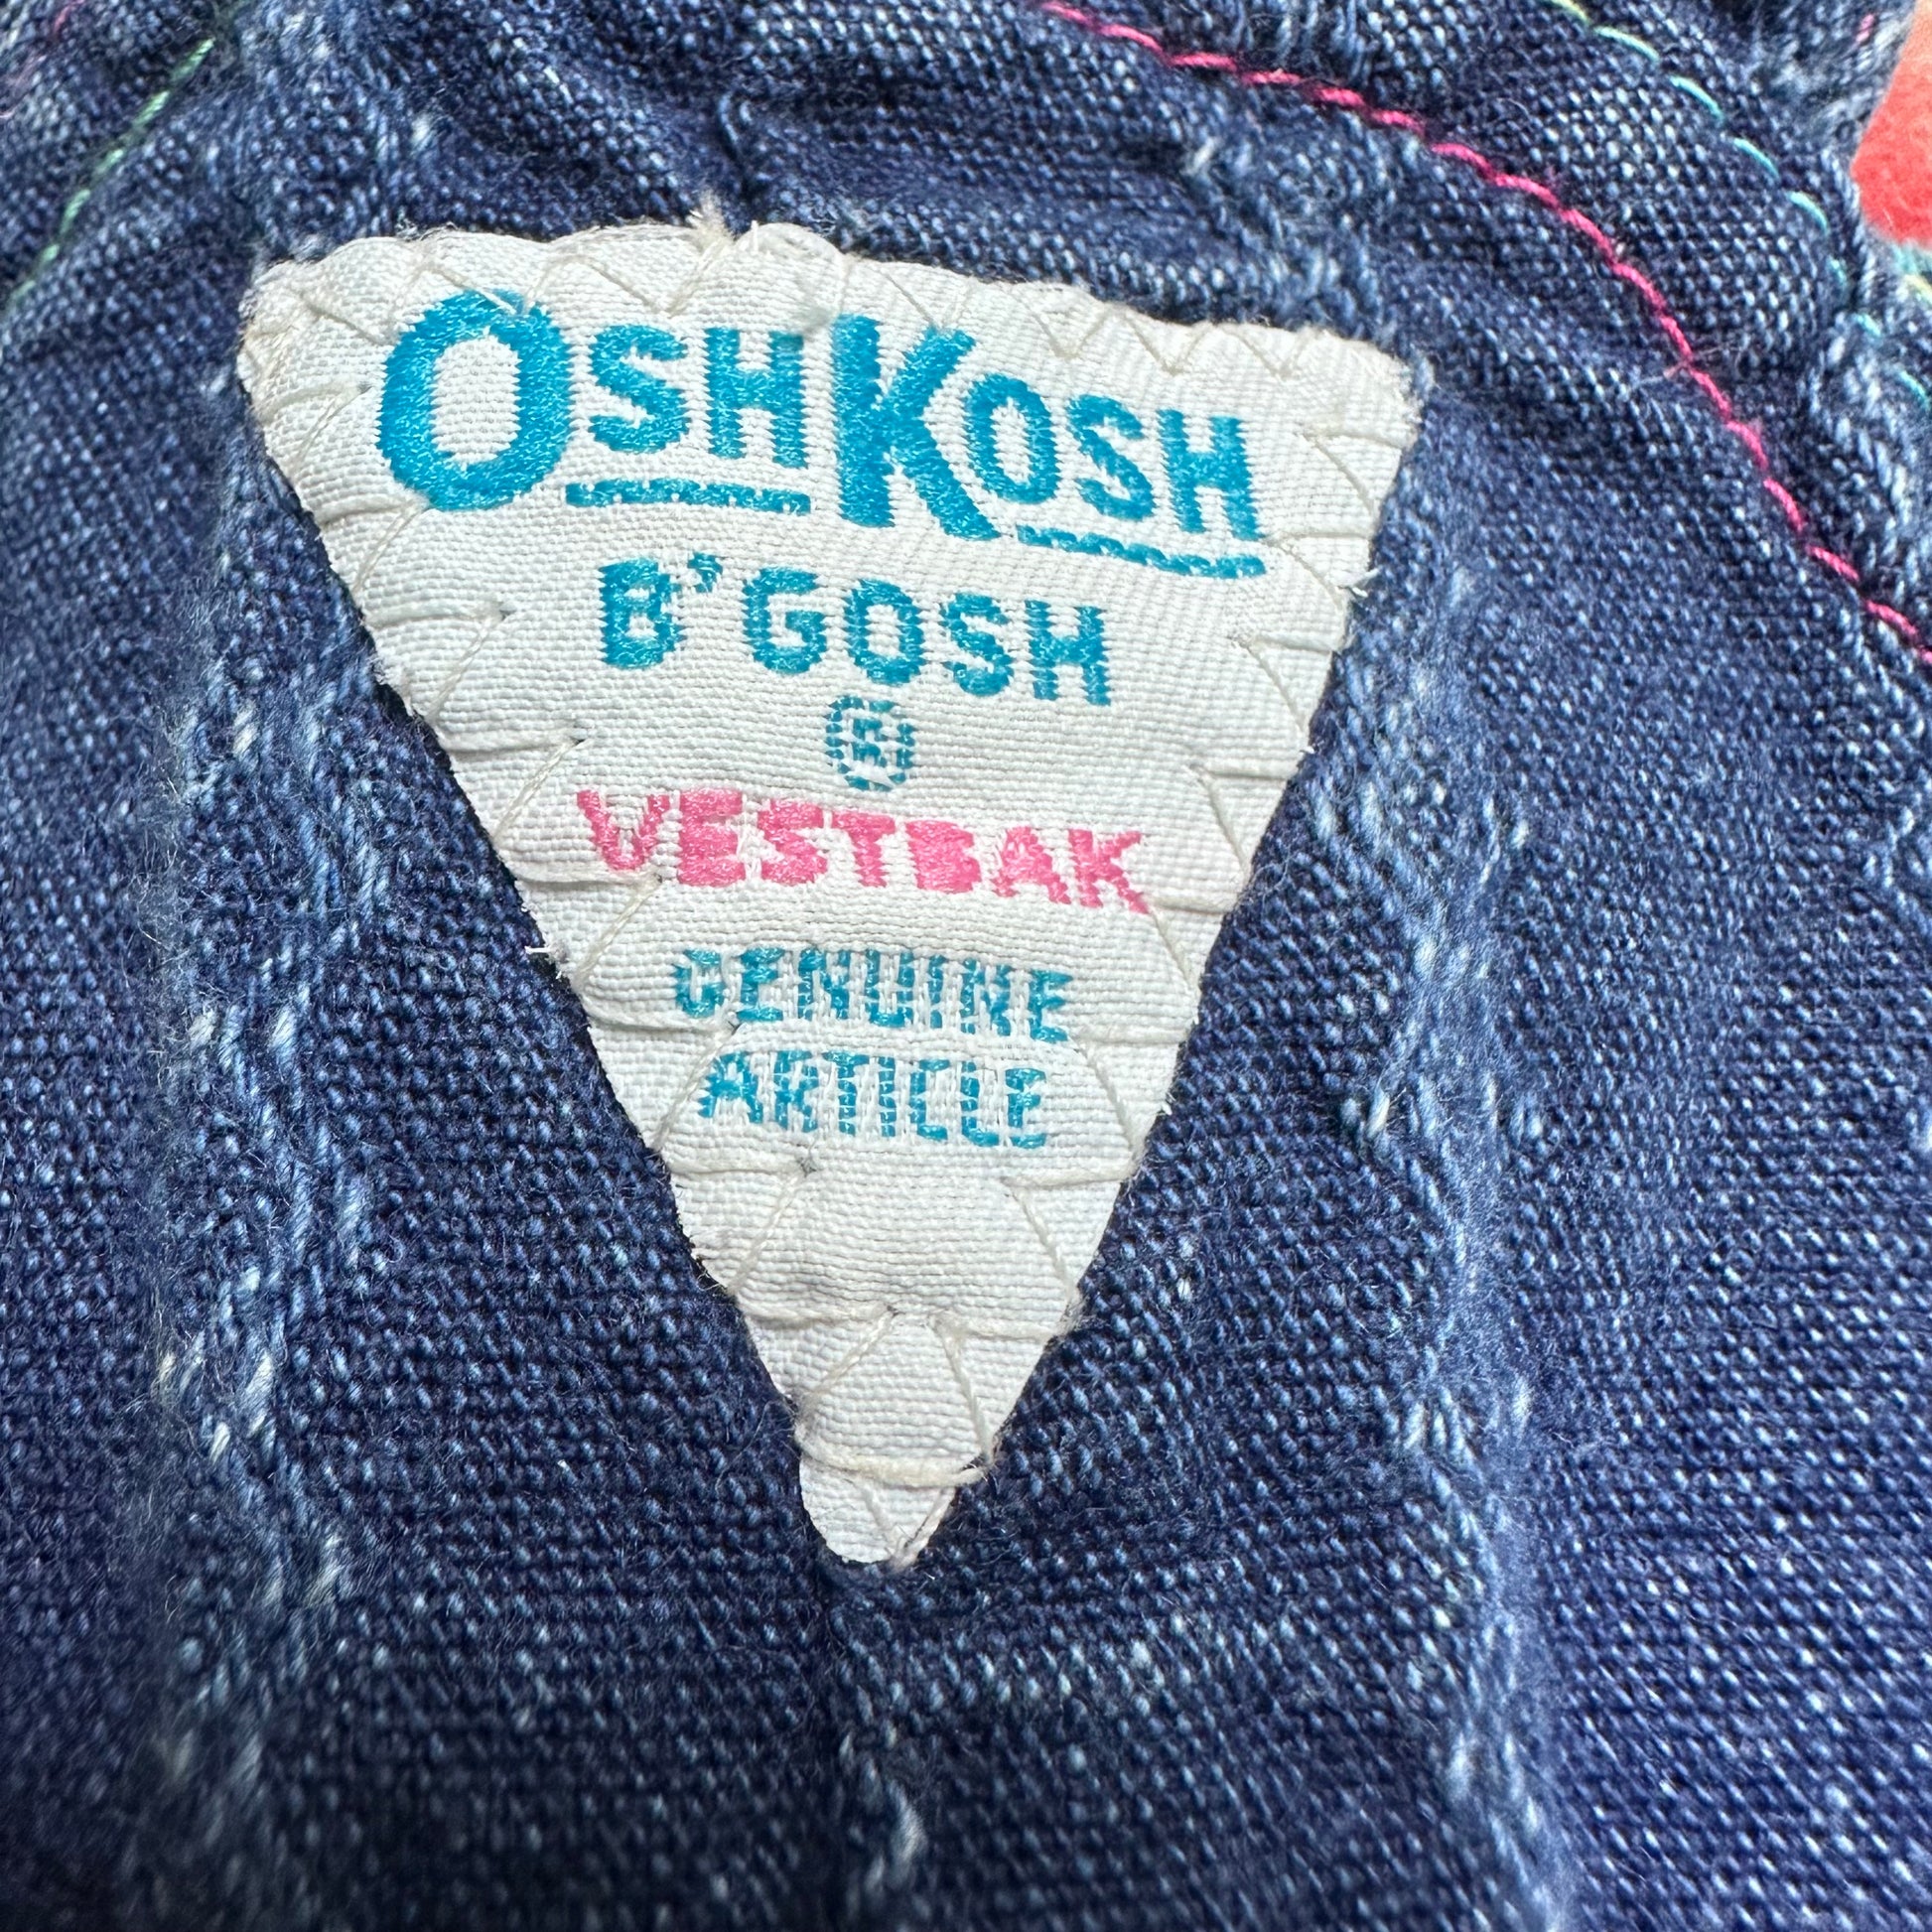 OSHKOSH
B'GOSH
®
VESTBAK
GENUINE
ARTICLE